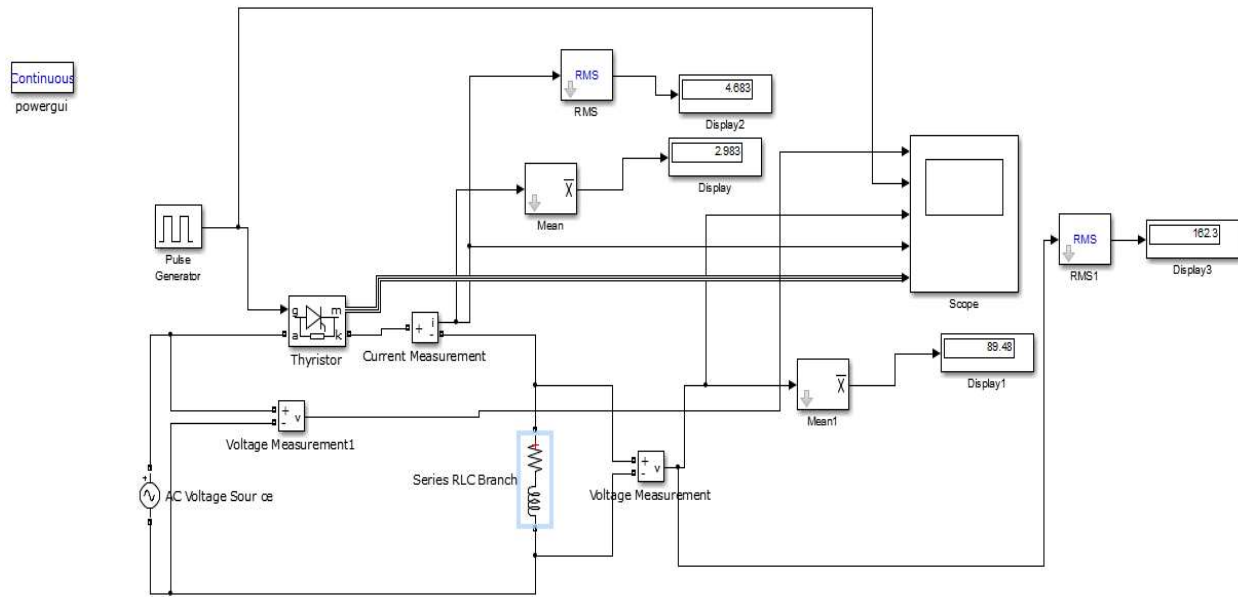 Continuous
powergui
RMS
RMS
4.683
Display2
2.983
Display
X
Mean
Pulse
Generator
Scope
RMS
RMS1
162.3
Display3
g
m
a
k
Thyristor
+
i
-
Current Measurement
89.48
Display1
X
Mean1
+
-
v
Voltage Measurement1
+
AC Voltage Sour ce
+
Series RLC Branch
+
-
v
Voltage Measurement